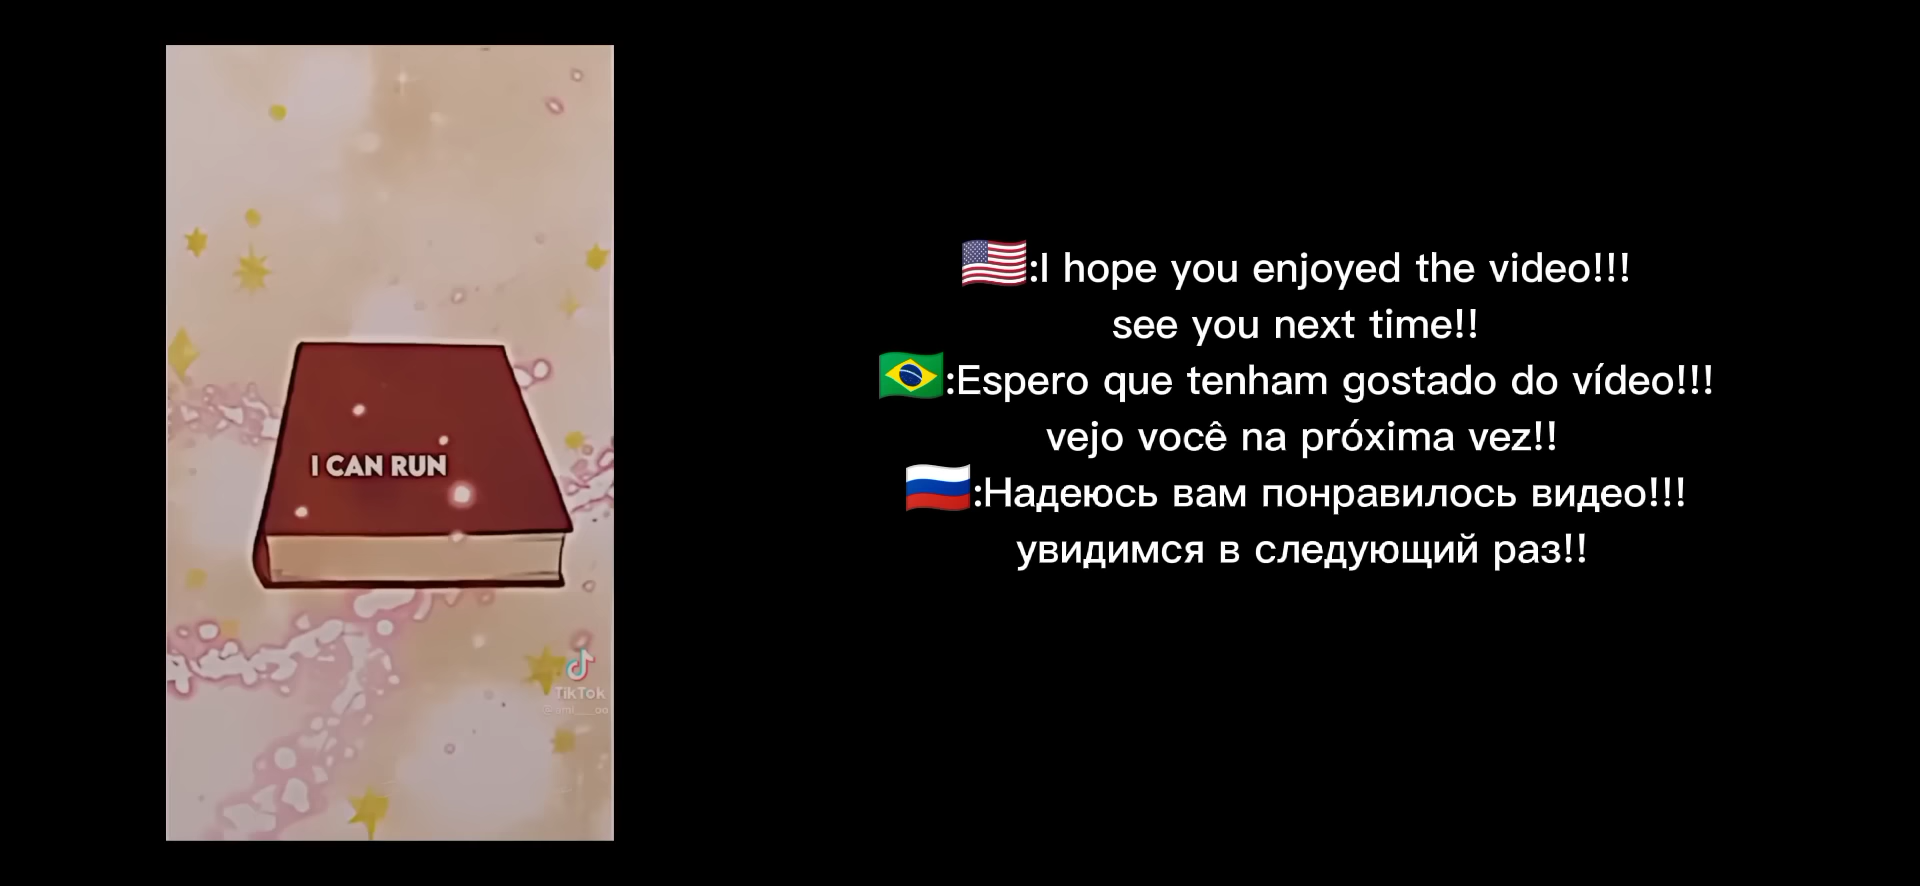 I CAN RUN
TikTok
🇺🇸:I hope you enjoyed the video!!!
see you next time!!
🇧🇷:Espero que tenham gostado do vídeo!!!
vejo você na próxima vez!!
🇷🇺:Надеюсь вам понравилось видео!!!
увидимся в следующий раз!!